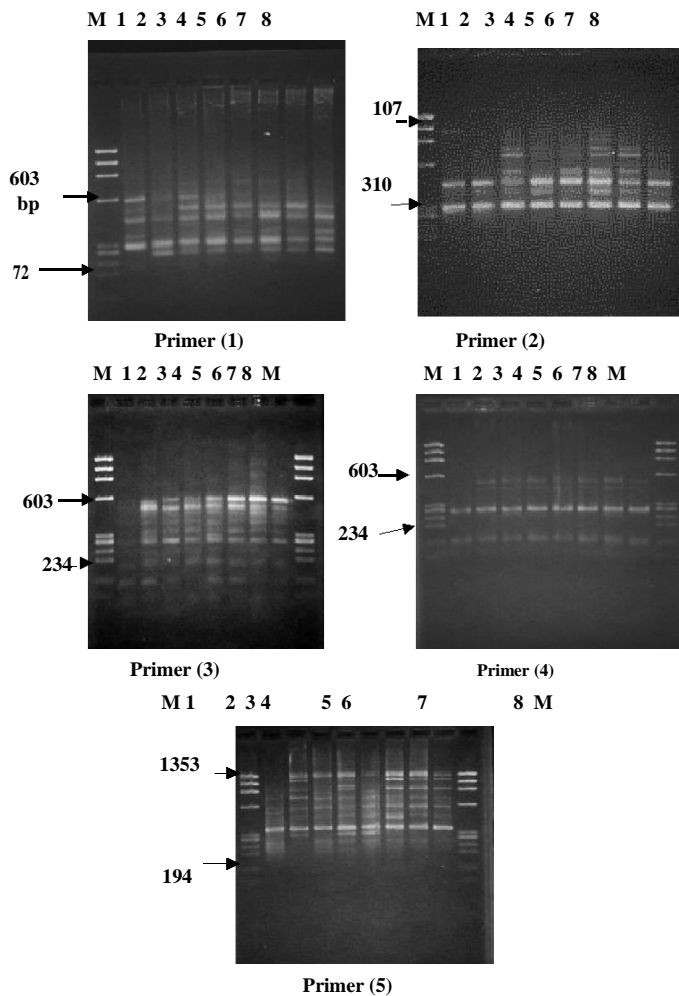 M 1 2 3 4 5 6 7 8
M 1 2 3 4 5 6 7 8
603
bp
72
107
310
Primer (1)
Primer (2)
M 1 2 3 4 5 6 7 8 M
M 1 2 3 4 5 6 7 8 M
603
234
603
234
Primer (3)
Primer (4)
M 1 2 3 4 5 6 7 8 M
1353
194
Primer (5)